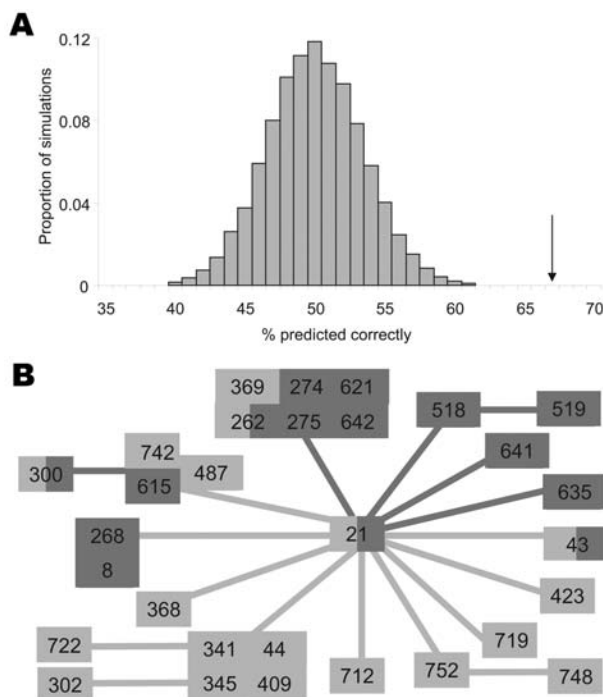 A
0.12
Proportion of simulations
0.08
0.04
0
35 40 45 50 55 60 65 70
% predicted correctly
B
369 274 621
262 275 642
518 519
742
641
300 487
615
635
268
21 43
8
368 423
722 341 44 719
302 345 409 712 752 748